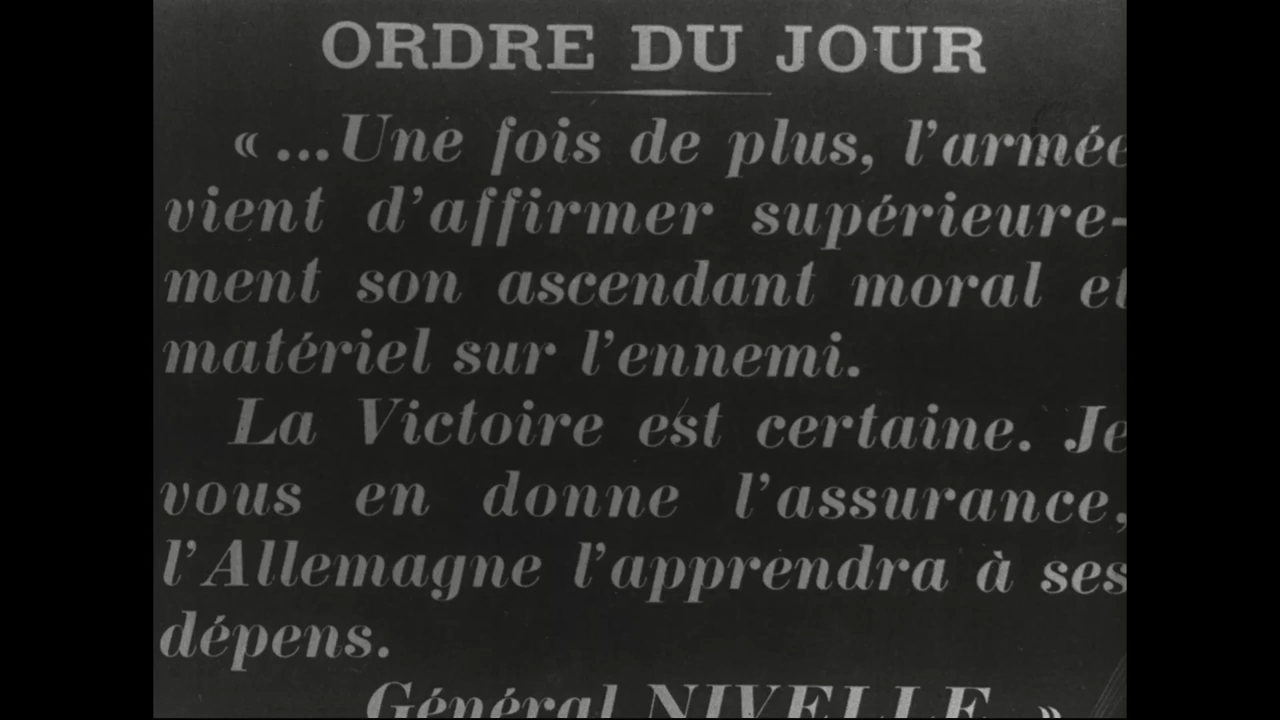 ORDRE DU JOUR
« ...Une fois de plus, l'armée
vient d'affirmer supérieure-
ment son ascendant moral et
matériel sur l'ennemi.
La Victoire est certaine. Je
vous en donne l'assurance,
l'Allemagne l'apprendra à ses
dépens.
Général NIVELLE. »